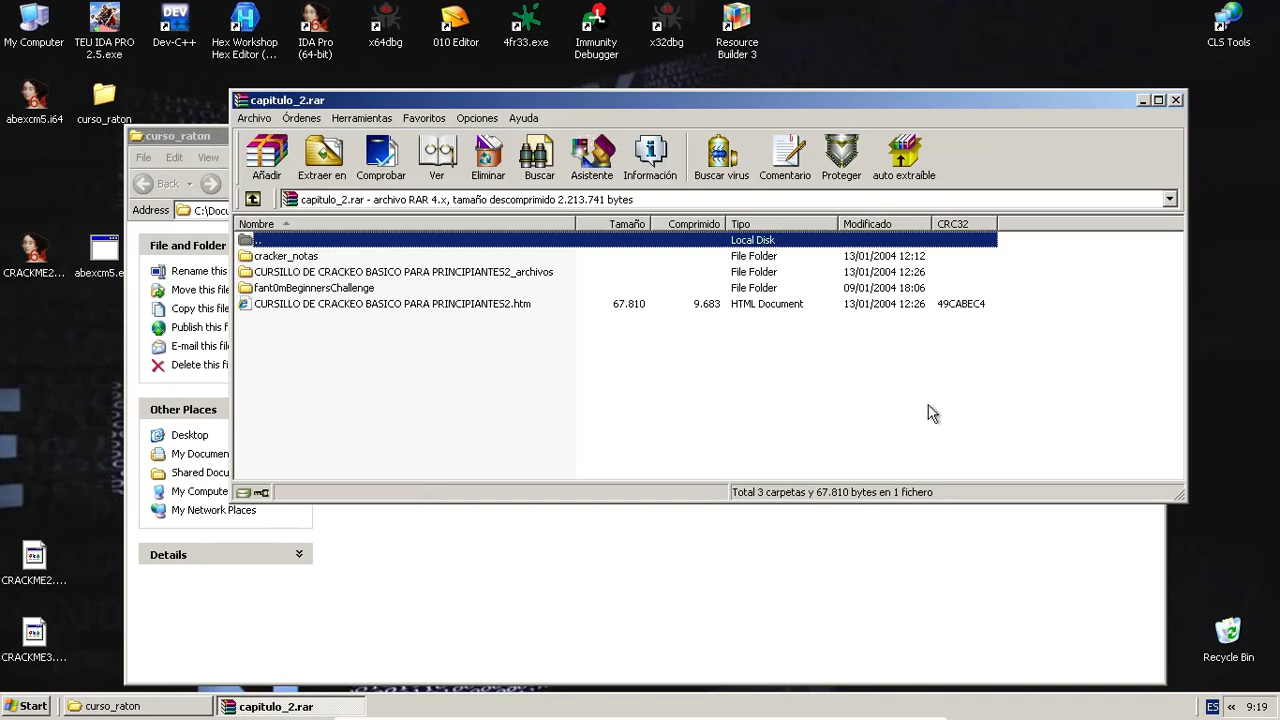 My Computer
TEU IDA PRO 2.5.exe
Dev-C++
Hex Workshop Hex Editor (...
IDA Pro (64-bit)
x64dbg
010 Editor
4fr33.exe
Immunity Debugger
x32dbg
Resource Builder 3
CLS Tools
abexcm5.i64
curso_raton
CRACKME2...
abexcm5.e
CRACKME2....
CRACKME3....
Recycle Bin
curso_raton
File Edit View
Back
Address C:\Docu
File and Folder
Rename this
Move this file
Copy this file
Publish this f
E-mail this file
Delete this fi
Other Places
Desktop
My Documen
Shared Docu
My Compute
My Network Places
Details
capitulo_2.rar
Archivo Órdenes Herramientas Favoritos Opciones Ayuda
Añadir Extraer en Comprobar Ver Eliminar Buscar Asistente Información Buscar virus Comentario Proteger auto extraíble
capitulo_2.rar - archivo RAR 4.x, tamaño descomprimido 2.213.741 bytes
Nombre Tamaño Comprimido Tipo Modificado CRC32
.. Local Disk
cracker_notas File Folder 13/01/2004 12:12
CURSILLO DE CRACKEO BASICO PARA PRINCIPIANTES2_archivos File Folder 13/01/2004 12:26
fant0mBeginnersChallenge File Folder 09/01/2004 18:06
CURSILLO DE CRACKEO BASICO PARA PRINCIPIANTES2.htm 67.810 9.683 HTML Document 13/01/2004 12:26 49CABEC4
Total 3 carpetas y 67.810 bytes en 1 fichero
Start curso_raton capitulo_2.rar ES « 9:19